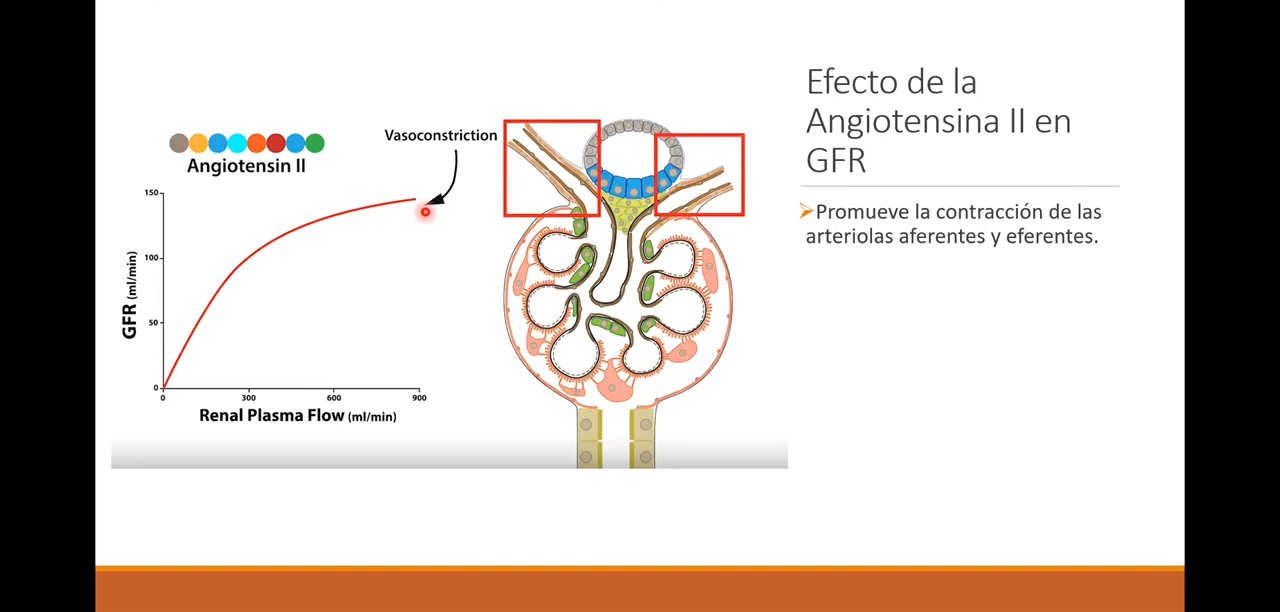 Efecto de la
Angiotensina II en
GFR
Promueve la contracción de las
arteriolas aferentes y eferentes.
Angiotensin II
Vasoconstriction
150
100
50
0
GFR (ml/min)
0 300 600 900
Renal Plasma Flow (ml/min)